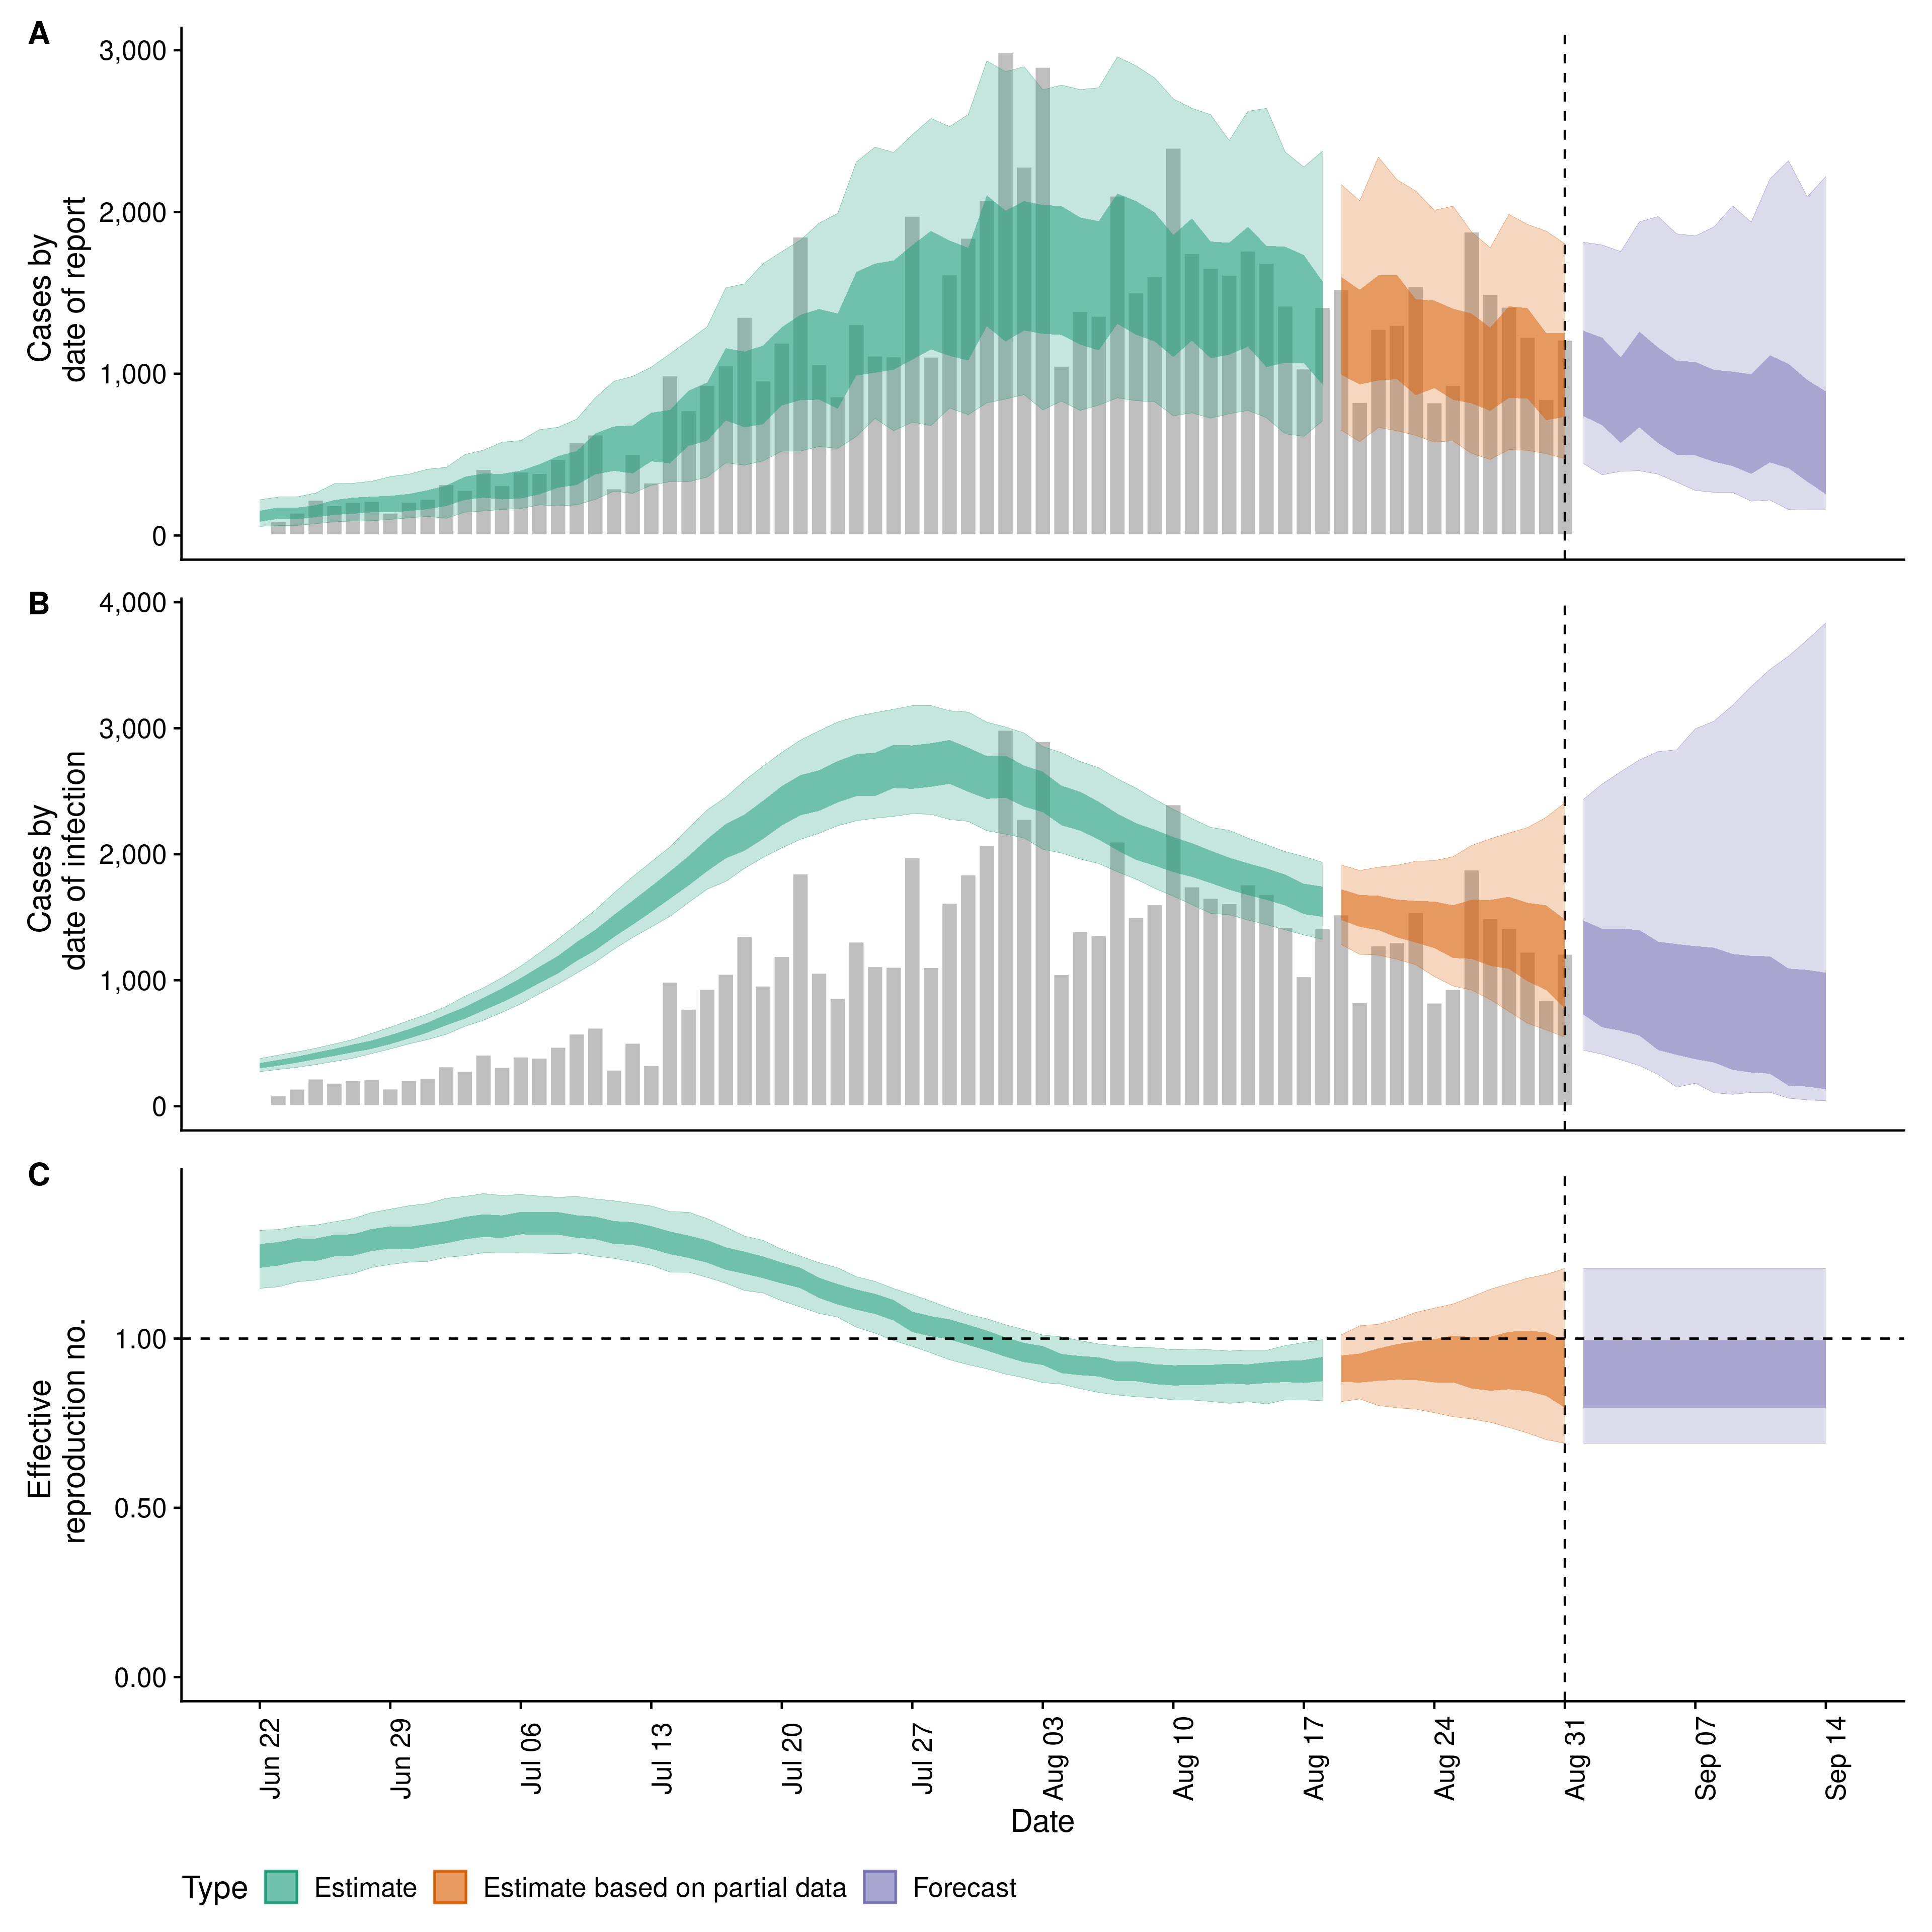 A
3,000
2,000
1,000
0
Cases by
date of report
B
4,000
3,000
2,000
1,000
0
Cases by
date of infection
C
1.00
0.50
0.00
Effective
reproduction no.
Jun 22
Jun 29
Jul 06
Jul 13
Jul 20
Jul 27
Aug 03
Aug 10
Aug 17
Aug 24
Aug 31
Sep 07
Sep 14
Date
Type Estimate Estimate based on partial data Forecast